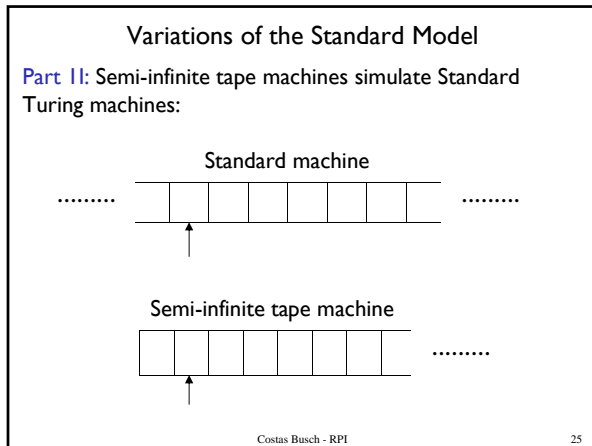 Variations of the Standard Model
Part II: Semi-infinite tape machines simulate Standard
Turing machines:
Standard machine
......... .........
Semi-infinite tape machine
.........
Costas Busch - RPI 25